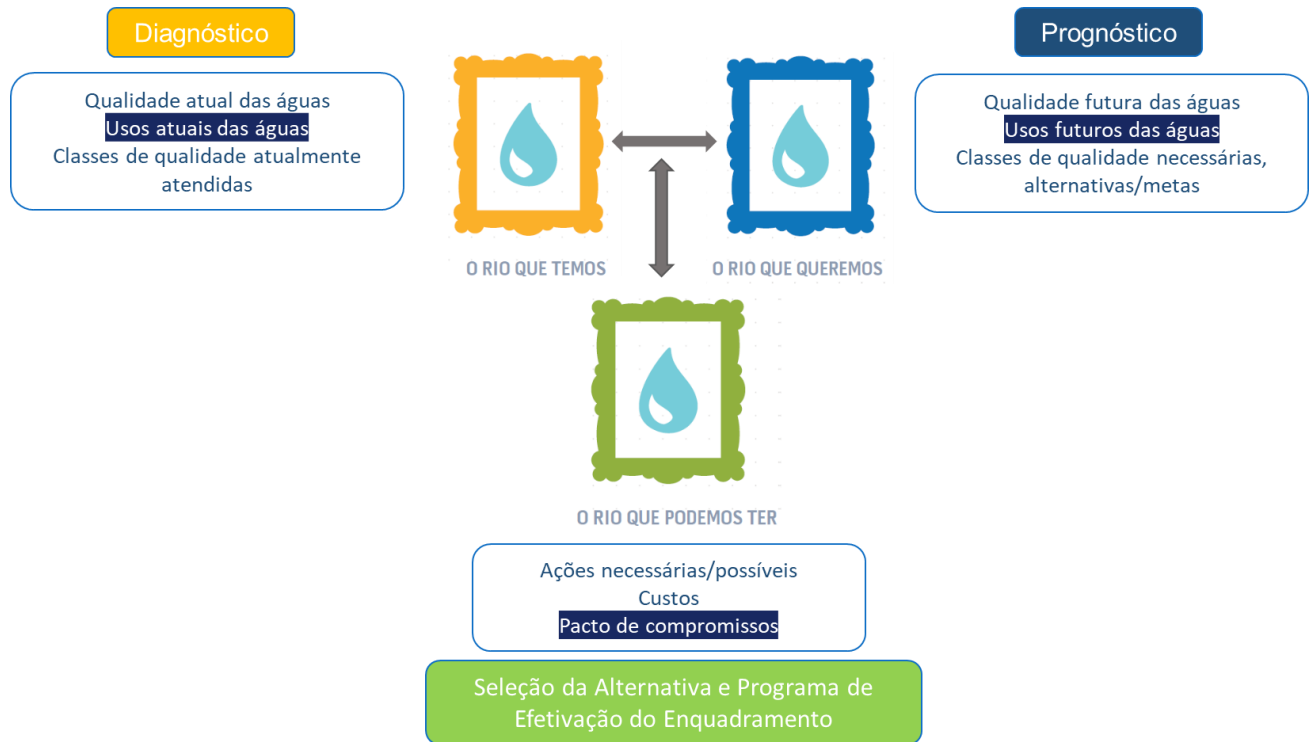 Diagnóstico
Qualidade atual das águas
Usos atuais das águas
Classes de qualidade atualmente
atendidas
Prognóstico
Qualidade futura das águas
Usos futuros das águas
Classes de qualidade necessárias,
alternativas/metas
O RIO QUE TEMOS
O RIO QUE QUEREMOS
O RIO QUE PODEMOS TER
Ações necessárias/possíveis
Custos
Pacto de compromissos
Seleção da Alternativa e Programa de
Efetivação do Enquadramento